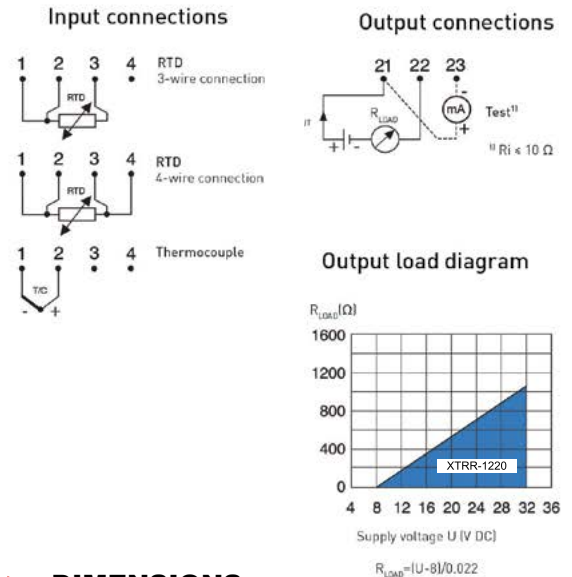 Input connections
1 2 3 4 RTD
3-wire connection
RTD
1 2 3 4 RTD
4-wire connection
RTD
1 2 3 4 Thermocouple
T/C
- +
Output connections
21 22 23
-
mA Test¹⁾
+
IT
R LOAD
+ -
¹⁾ Ri ≤ 10 Ω
Output load diagram
R LOAD (Ω)
1600
1200
800
400
0
XTRR-1220
4 8 12 16 20 24 28 32 36
Supply voltage U (V DC)
R LOAD=(U-8)/0.022
DIMENSIONS